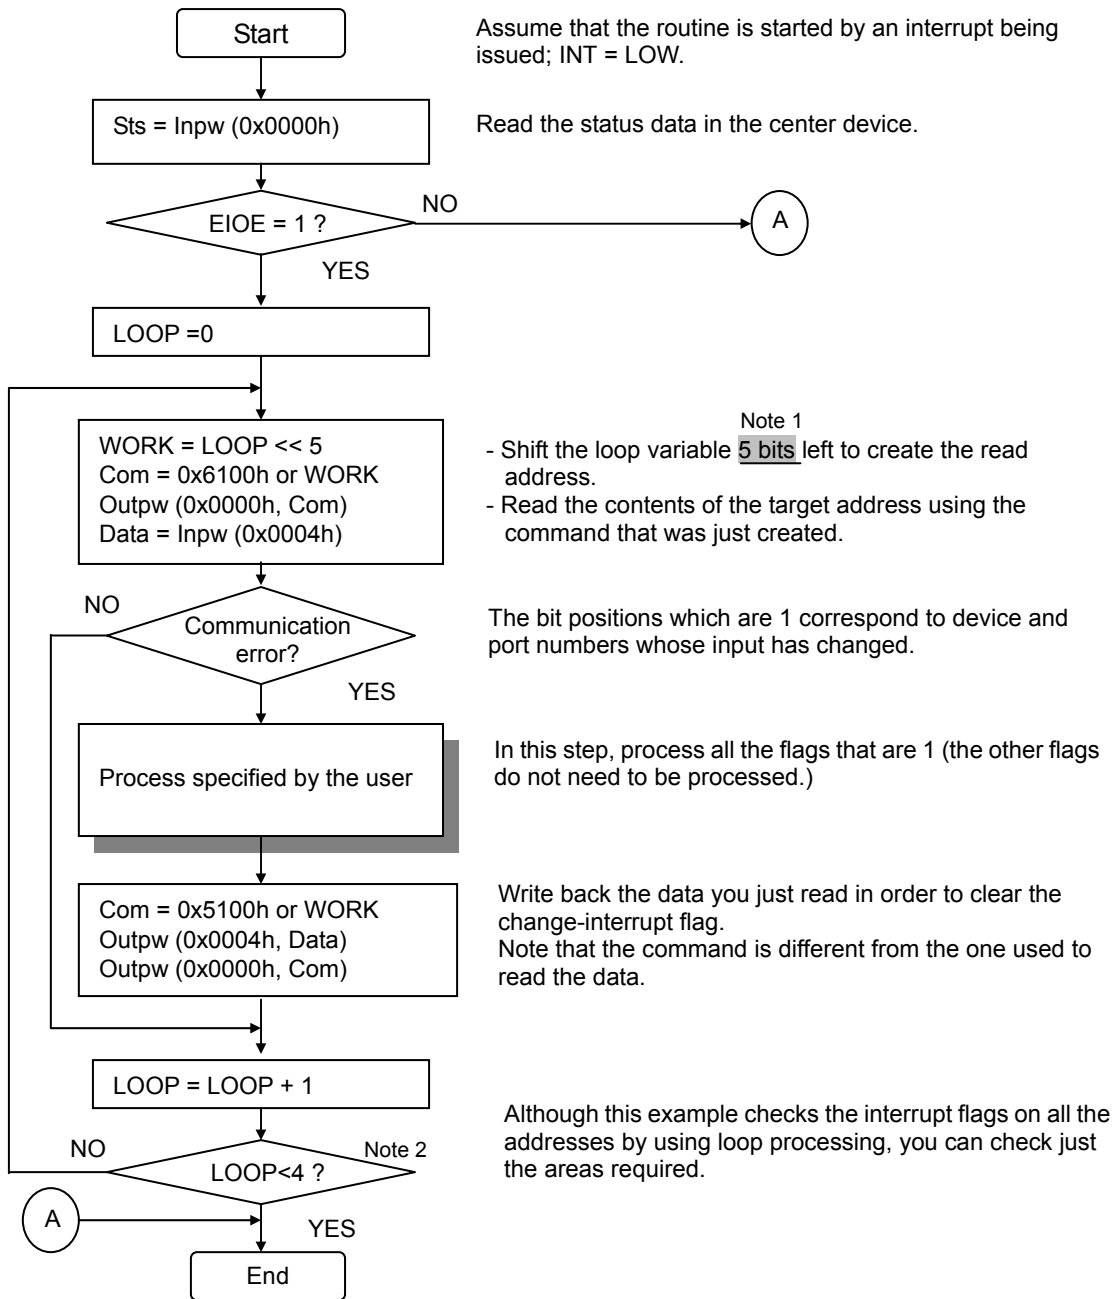 Start
Assume that the routine is started by an interrupt being
issued; INT = LOW.
Sts = Inpw (0x0000h)
Read the status data in the center device.
EIOE = 1 ?
NO
A
YES
LOOP =0
WORK = LOOP << 5
Com = 0x6100h or WORK
Outpw (0x0000h, Com)
Data = Inpw (0x0004h)
Note 1
- Shift the loop variable 5 bits left to create the read
address.
- Read the contents of the target address using the
command that was just created.
NO
Communication
error?
YES
The bit positions which are 1 correspond to device and
port numbers whose input has changed.
Process specified by the user
In this step, process all the flags that are 1 (the other flags
do not need to be processed.)
Com = 0x5100h or WORK
Outpw (0x0004h, Data)
Outpw (0x0000h, Com)
Write back the data you just read in order to clear the
change-interrupt flag.
Note that the command is different from the one used to
read the data.
LOOP = LOOP + 1
NO
LOOP<4 ?
Note 2
Although this example checks the interrupt flags on all the
addresses by using loop processing, you can check just
the areas required.
A
YES
End